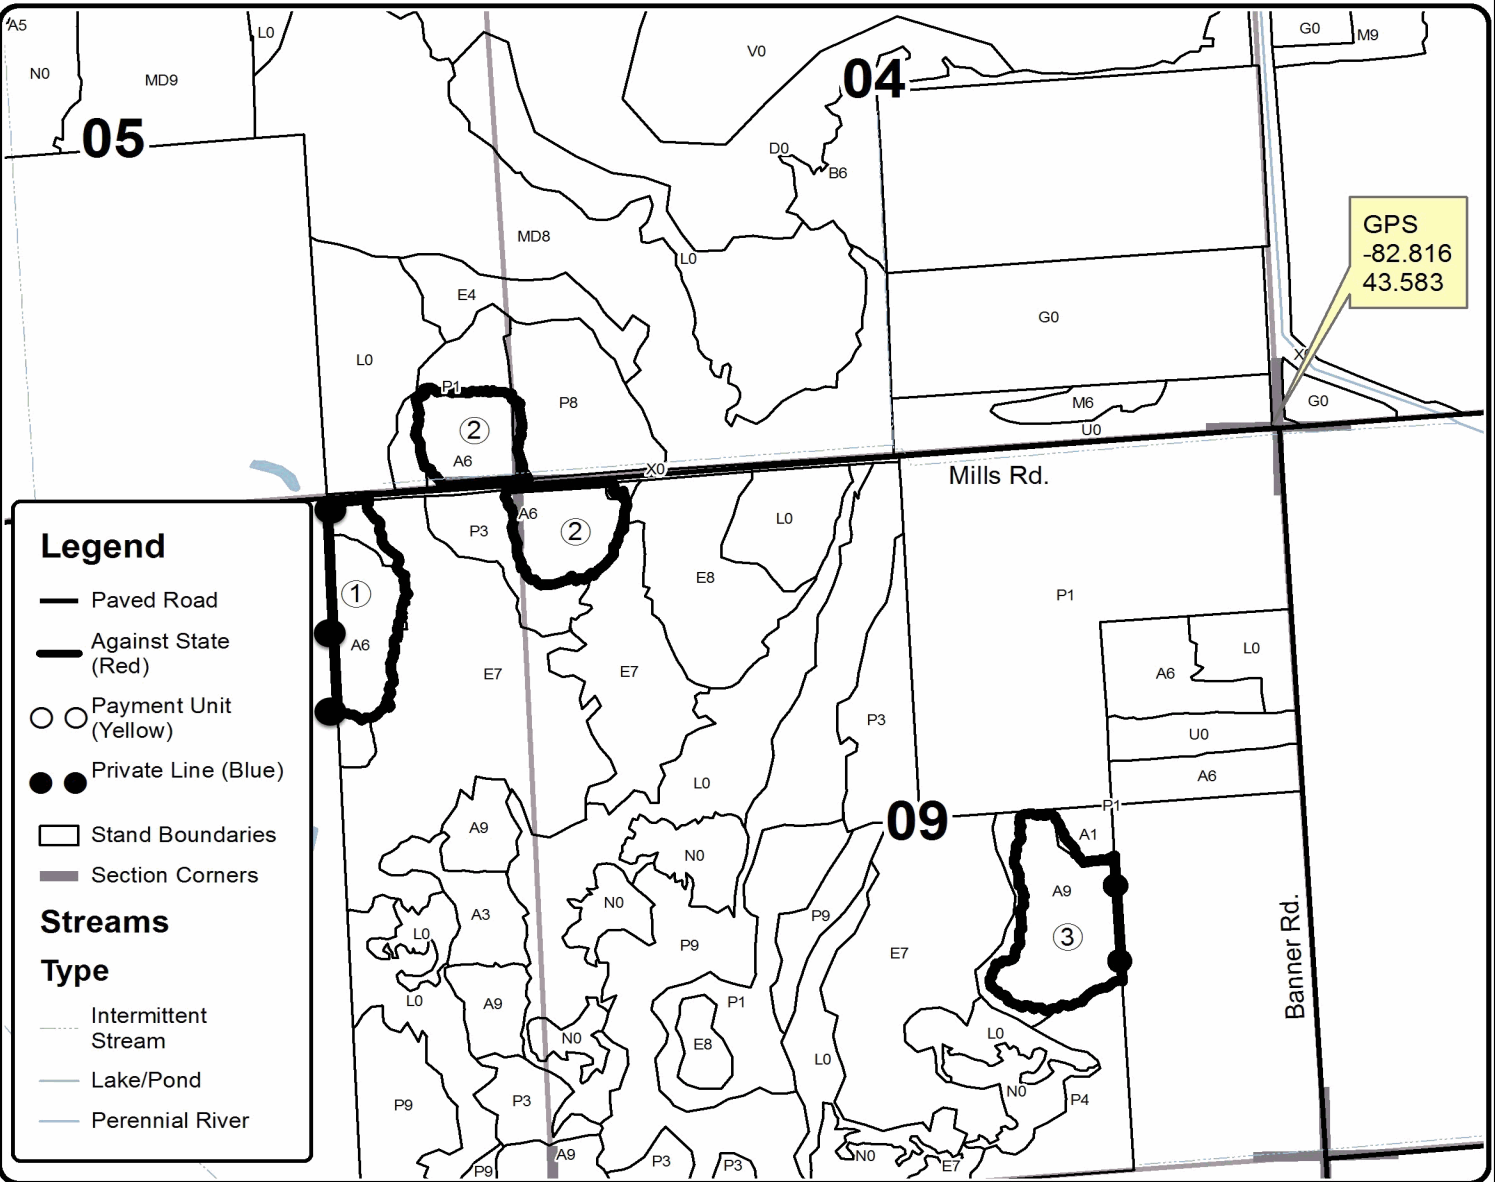 A5
L0
G0
M9
V0
N0
MD9
04
05
D0
B6
GPS
-82.816
43.583
MD8
L0
E4
G0
L0
P1
P8
M6
G0
U0
2
A6
X0
Mills Rd.
A6
2
P3
L0
E8
P1
1
A6
E7
E7
A6
L0
P3
U0
L0
A6
P1
09
A9
A1
N0
A9
N0
A3
P9
L0
P9
3
E7
L0
A9
P1
N0
E8
L0
L0
N0
P9
P3
P4
A9
P9
P3
P3
N0
E7
Banner Rd.
Legend
Paved Road
Against State
(Red)
Payment Unit
(Yellow)
Private Line (Blue)
Stand Boundaries
Section Corners
Streams
Type
Intermittent
Stream
Lake/Pond
Perennial River